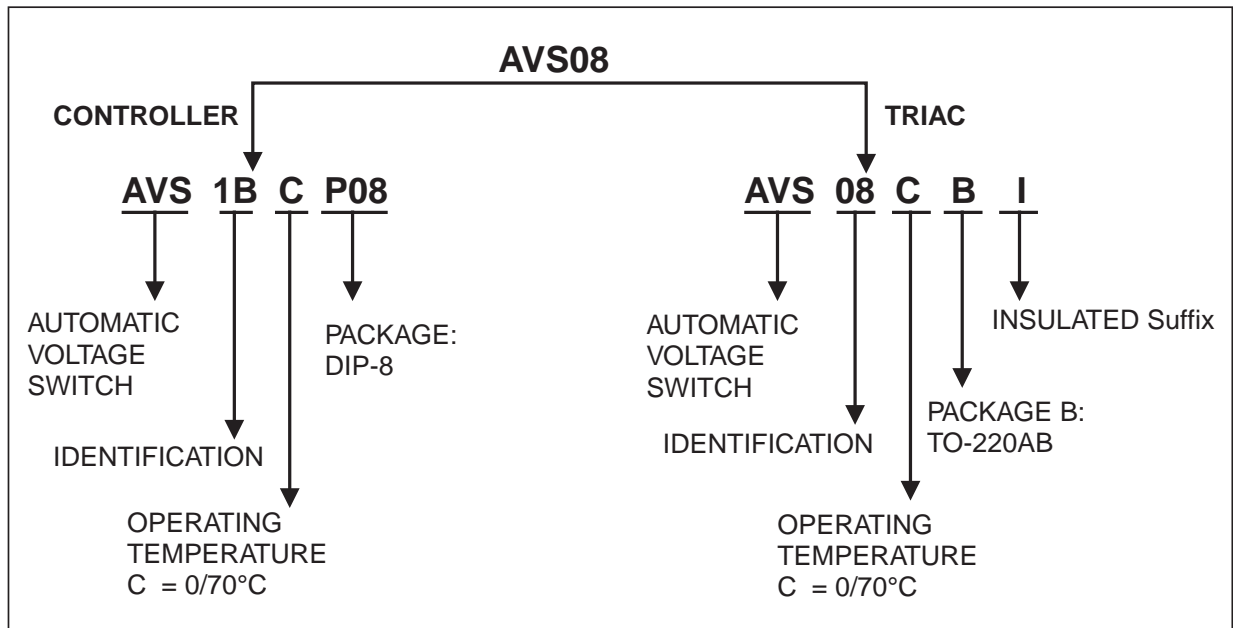 AVS08
CONTROLLER
TRIAC
AVS 1B C P08
AVS 08 C B I
AUTOMATIC
VOLTAGE
SWITCH
IDENTIFICATION
OPERATING
TEMPERATURE
C = 0/70°C
PACKAGE:
DIP-8
AUTOMATIC
VOLTAGE
SWITCH
IDENTIFICATION
OPERATING
TEMPERATURE
C = 0/70°C
PACKAGE B:
TO-220AB
INSULATED Suffix